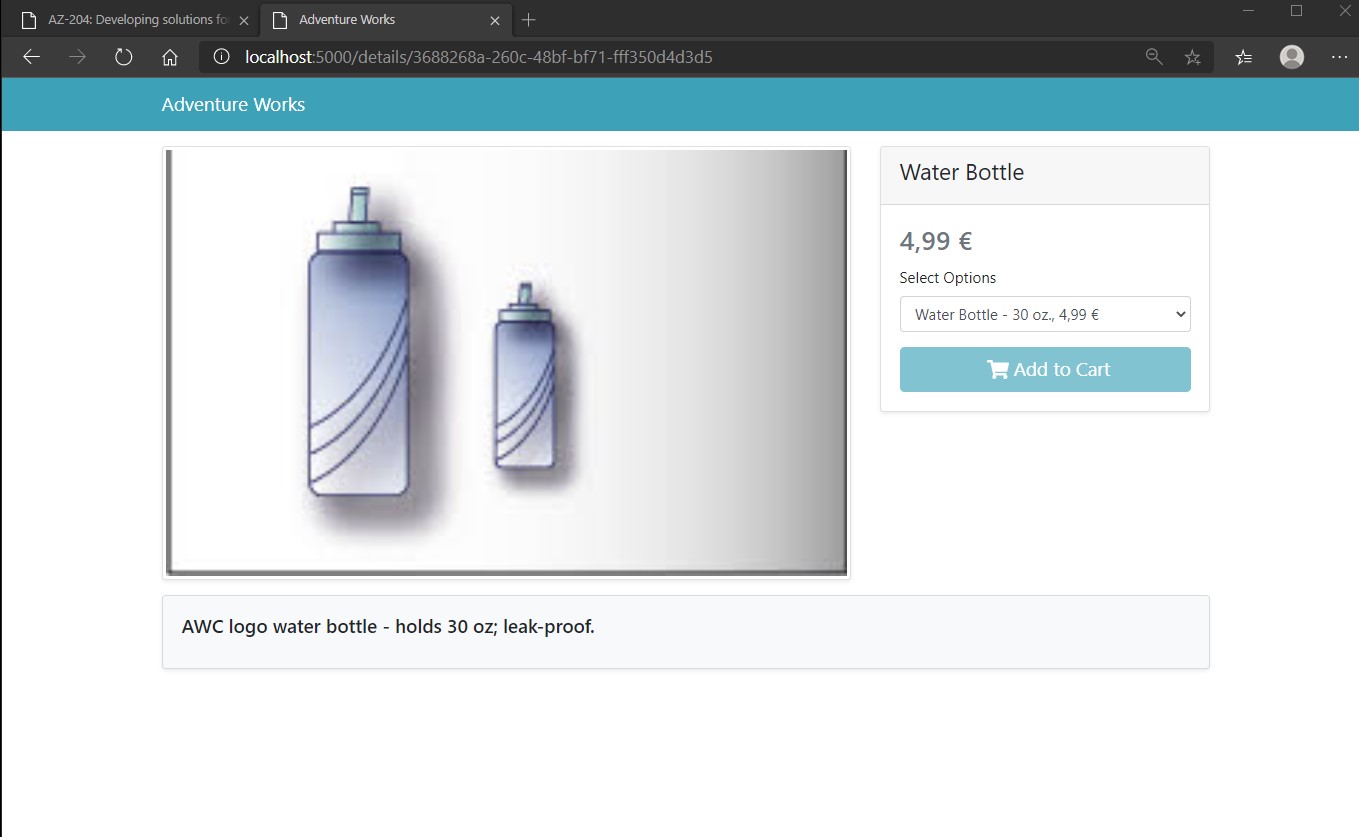 AZ-204: Developing solutions fo
Adventure Works
localhost:5000/details/3688268a-260c-48bf-bf71-fff350d4d3d5
Adventure Works
Water Bottle
4,99 €
Select Options
Water Bottle - 30 oz., 4,99 €
Add to Cart
AWC logo water bottle - holds 30 oz; leak-proof.